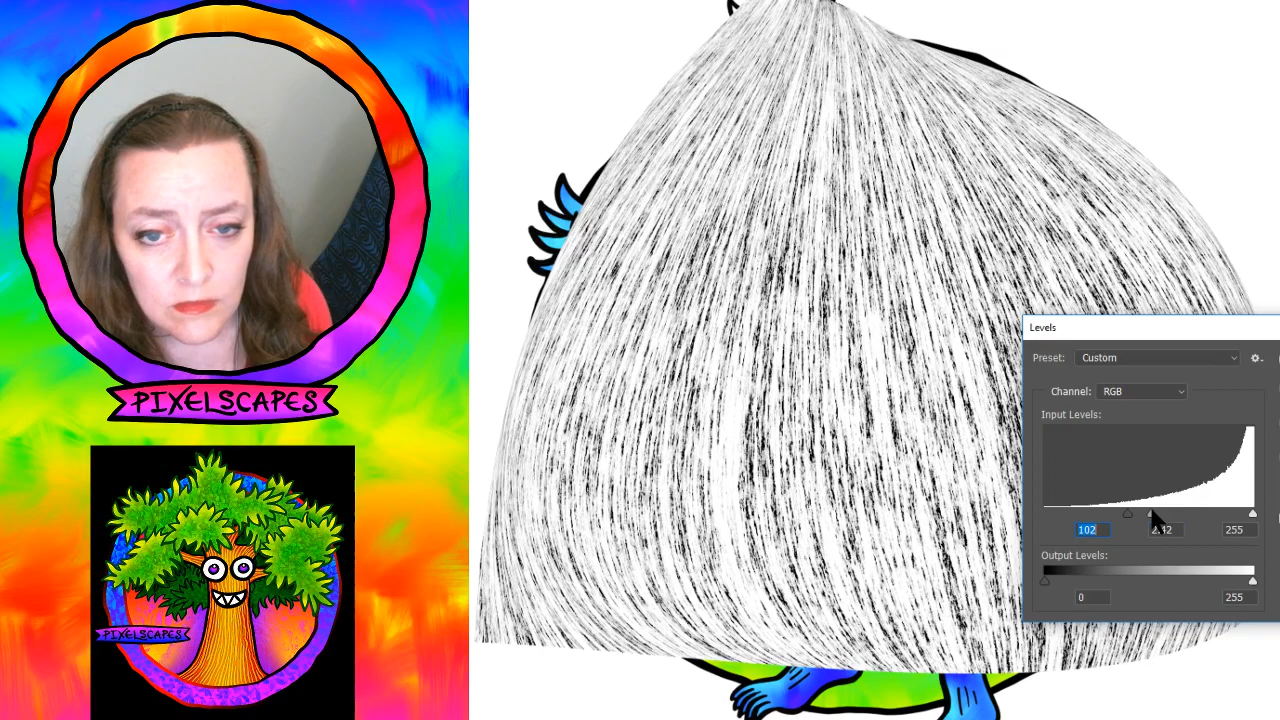 PIXELSCAPES
PIXELSCAPES
Levels
Preset: Custom
Channel: RGB
Input Levels:
102 255
Output Levels:
0 255